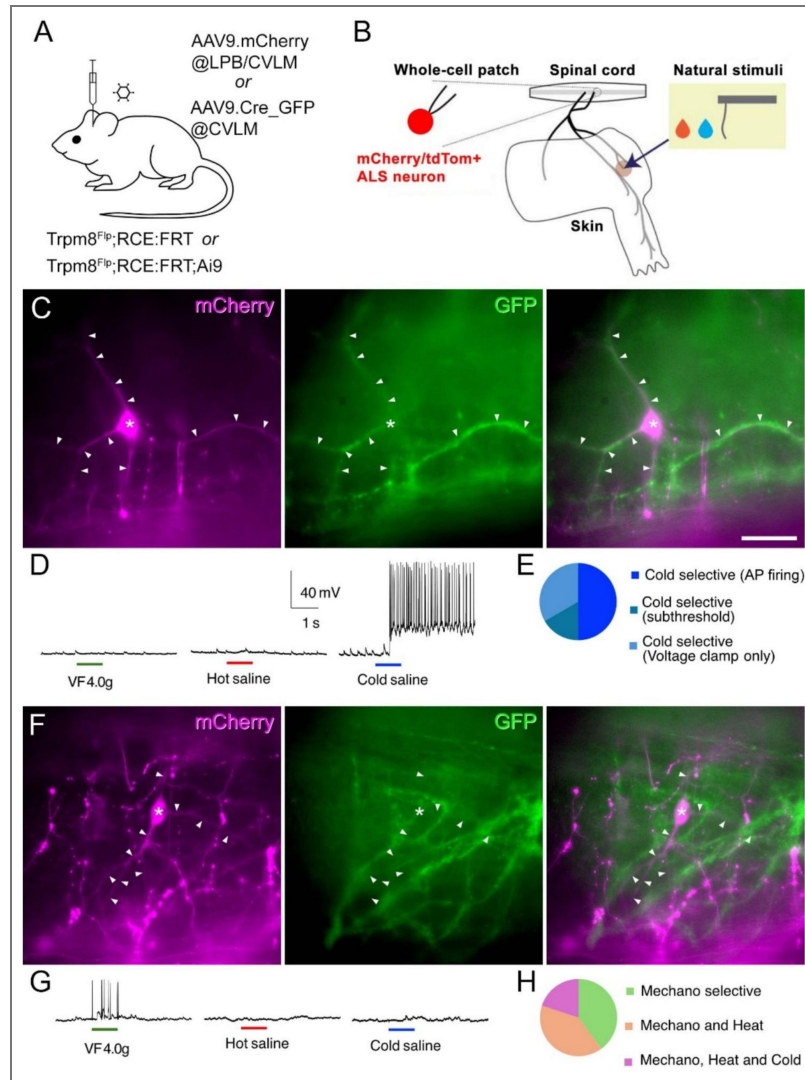 A
AAV9.mCherry
@LPB/CVLM
or
AAV9.Cre_GFP
@CVLM
Trpm8Flp;RCE:FRT or
Trpm8Flp;RCE:FRT;Ai9
B
Whole-cell patch
Spinal cord
Natural stimuli
mCherry/tdTom+
ALS neuron
Skin
C
mCherry
GFP
*
*
*
D
40 mV
1 s
VF4.0g
Hot saline
Cold saline
E
Cold selective (AP firing)
Cold selective
(subthreshold)
Cold selective
(Voltage clamp only)
F
mCherry
GFP
*
*
*
G
VF4.0g
Hot saline
Cold saline
H
Mechano selective
Mechano and Heat
Mechano, Heat and Cold